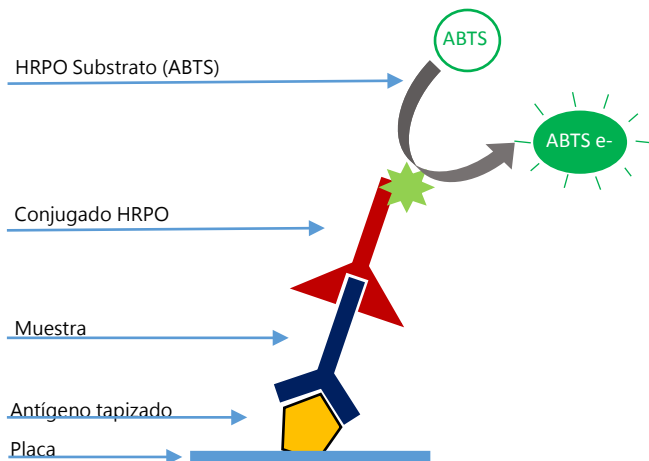 ABTS
HRPO Substrato (ABTS)
ABTS e-
Conjugado HRPO
Muestra
Antígeno tapizado
Placa